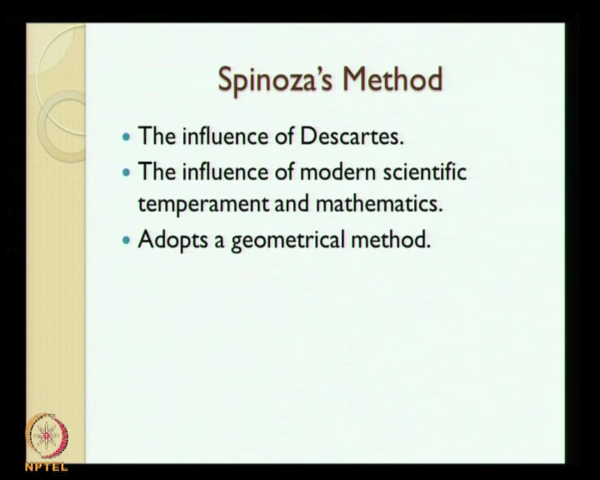 Spinoza's Method
• The influence of Descartes.
• The influence of modern scientific
temperament and mathematics.
• Adopts a geometrical method.
NPTEL